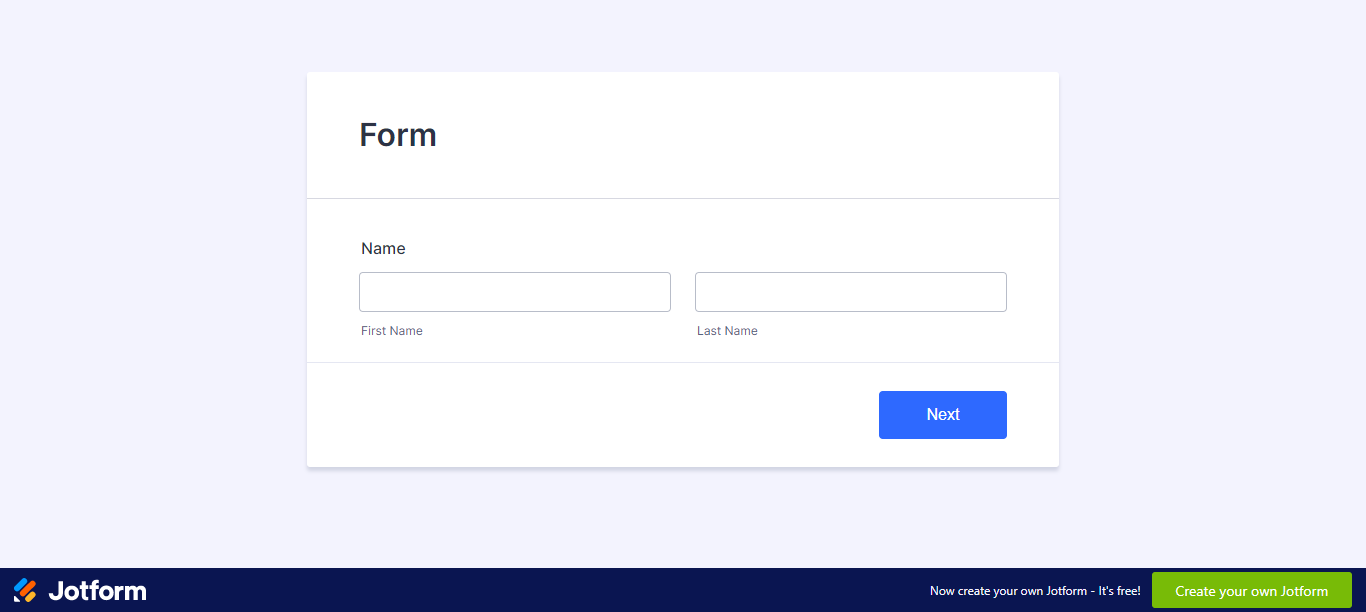 Form
Name
First Name
Last Name
Next
Jotform
Now create your own Jotform - It's free!
Create your own Jotform